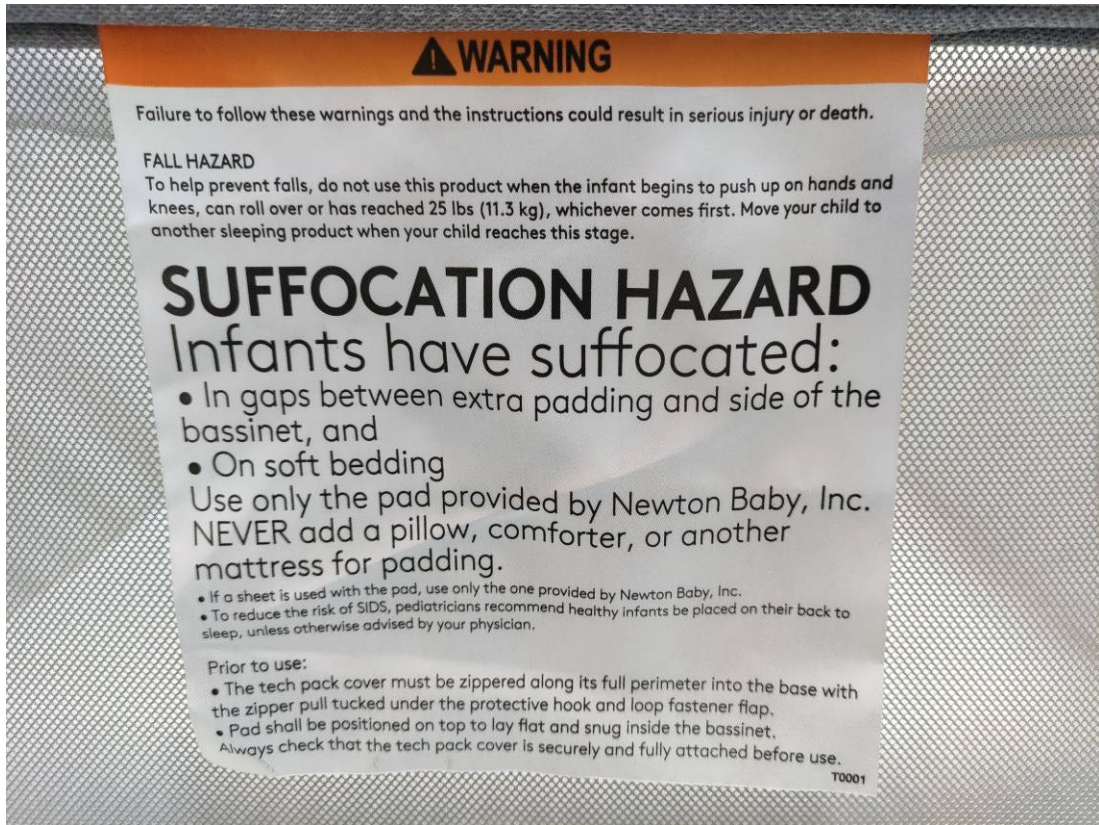 WARNING
Failure to follow these warnings and the instructions could result in serious injury or death.
FALL HAZARD
To help prevent falls, do not use this product when the infant begins to push up on hands and
knees, can roll over or has reached 25 lbs (11.3 kg), whichever comes first. Move your child to
another sleeping product when your child reaches this stage.
SUFFOCATION HAZARD
Infants have suffocated:
• In gaps between extra padding and side of the
bassinet, and
• On soft bedding
Use only the pad provided by Newton Baby, Inc.
NEVER add a pillow, comforter, or another
mattress for padding.
• If a sheet is used with the pad, use only the one provided by Newton Baby, Inc.
• To reduce the risk of SIDS, pediatricians recommend healthy infants be placed on their back to
sleep, unless otherwise advised by your physician.
Prior to use:
• The tech pack cover must be zippered along its full perimeter into the base with
the zipper pull tucked under the protective hook and loop fastener flap.
• Pad shall be positioned on top to lay flat and snug inside the bassinet.
Always check that the tech pack cover is securely and fully attached before use.
T0001